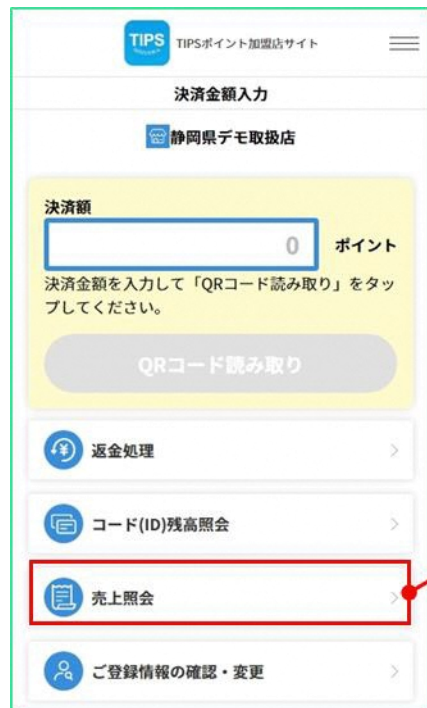 TIPS
TIPSポイント加盟店サイト
決済金額入力
静岡県デモ取扱店
決済額
0 ポイント
決済金額を入力して「QRコード読み取り」をタッ
プしてください。
QRコード読み取り
返金処理
コード(ID)残高照会
売上照会
ご登録情報の確認・変更